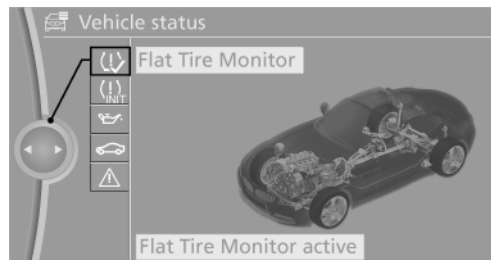 Vehicle status
Flat Tire Monitor
INIT
Flat Tire Monitor active